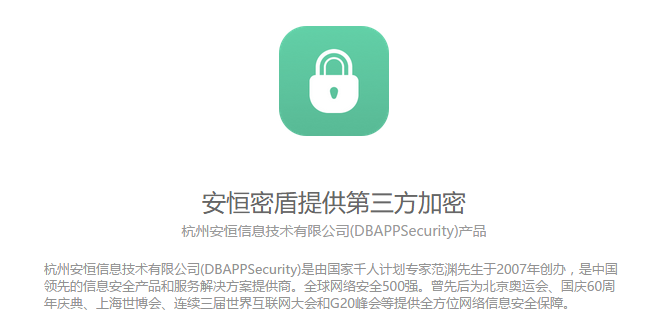 安恒密盾提供第三方加密
杭州安恒信息技术有限公司(DBAPPSecurity)产品
杭州安恒信息技术有限公司(DBAPPSecurity)是由国家千人计划专家范渊先生于2007年创办，是中国
领先的信息安全产品和服务解决方案提供商。全球网络安全500强。曾先后为北京奥运会、国庆60周
年庆典、上海世博会、连续三届世界互联网大会和G20峰会等提供全方位网络信息安全保障。